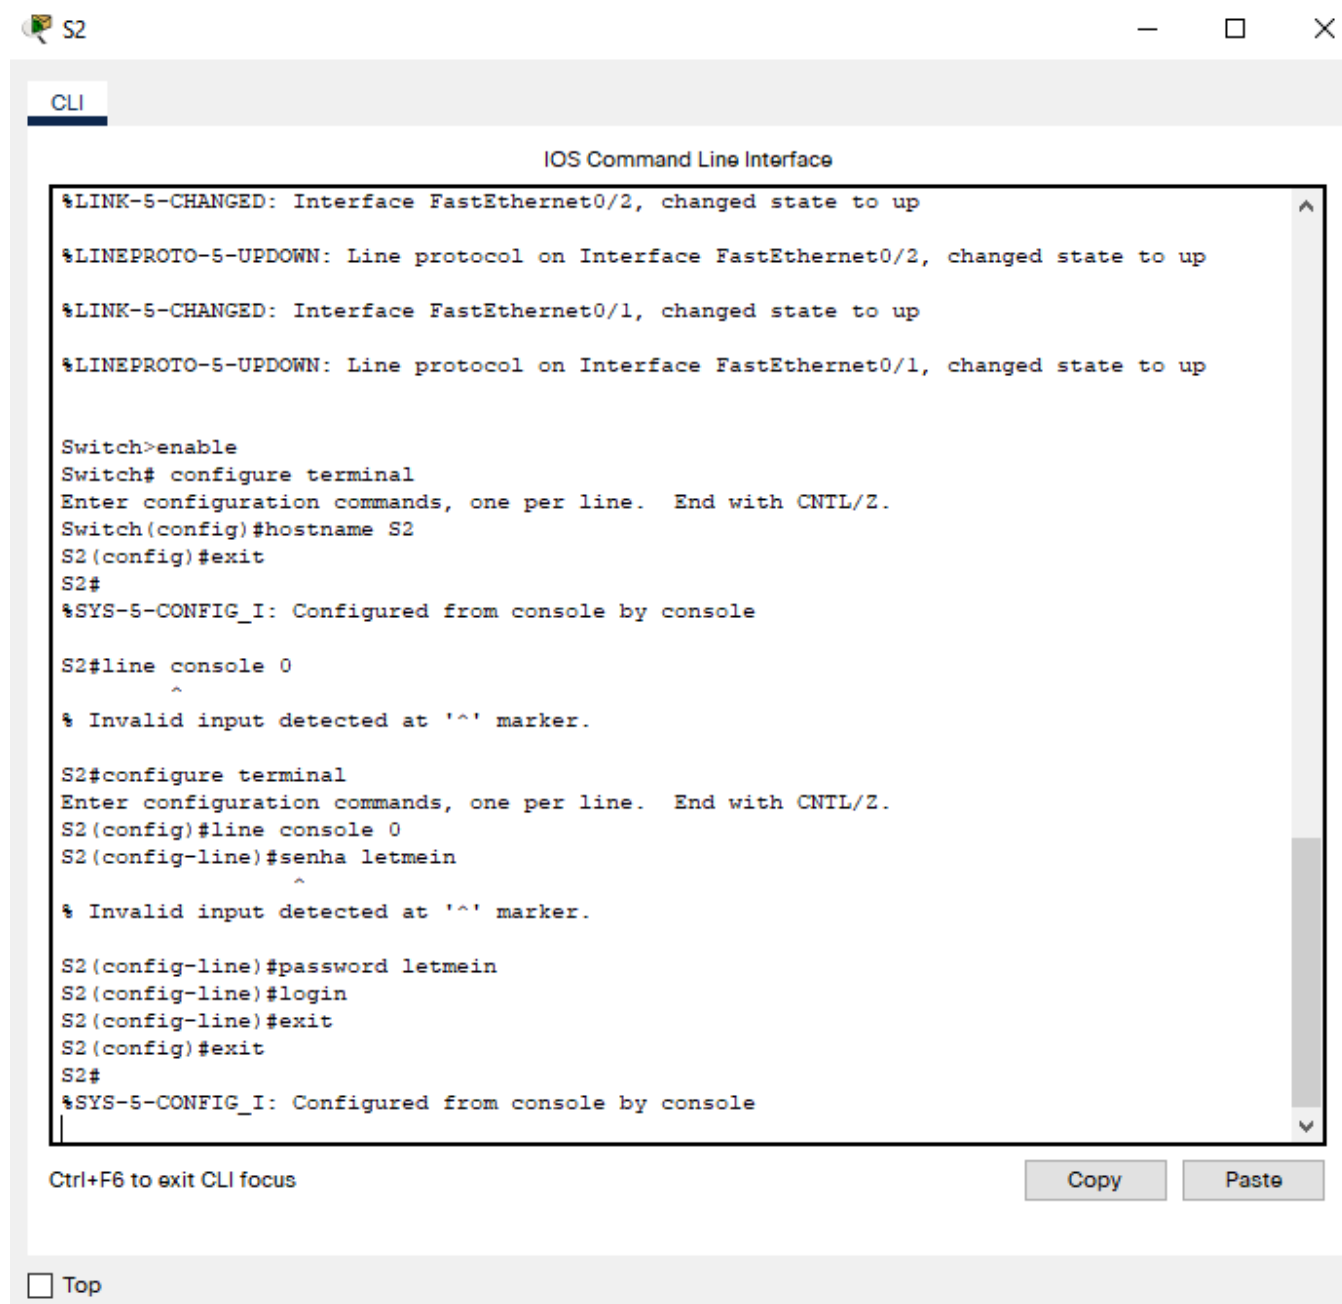 S2
CLI
IOS Command Line Interface
%LINK-5-CHANGED: Interface FastEthernet0/2, changed state to up
%LINEPROTO-5-UPDOWN: Line protocol on Interface FastEthernet0/2, changed state to up
%LINK-5-CHANGED: Interface FastEthernet0/1, changed state to up
%LINEPROTO-5-UPDOWN: Line protocol on Interface FastEthernet0/1, changed state to up
Switch>enable
Switch# configure terminal
Enter configuration commands, one per line.  End with CNTL/Z.
Switch(config)#hostname S2
S2(config)#exit
S2#
%SYS-5-CONFIG_I: Configured from console by console
S2#line console 0
^
% Invalid input detected at '^' marker.
S2#configure terminal
Enter configuration commands, one per line.  End with CNTL/Z.
S2(config)#line console 0
S2(config-line)#senha letmein
^
% Invalid input detected at '^' marker.
S2(config-line)#password letmein
S2(config-line)#login
S2(config-line)#exit
S2(config)#exit
S2#
%SYS-5-CONFIG_I: Configured from console by console
Ctrl+F6 to exit CLI focus
Copy
Paste
Top